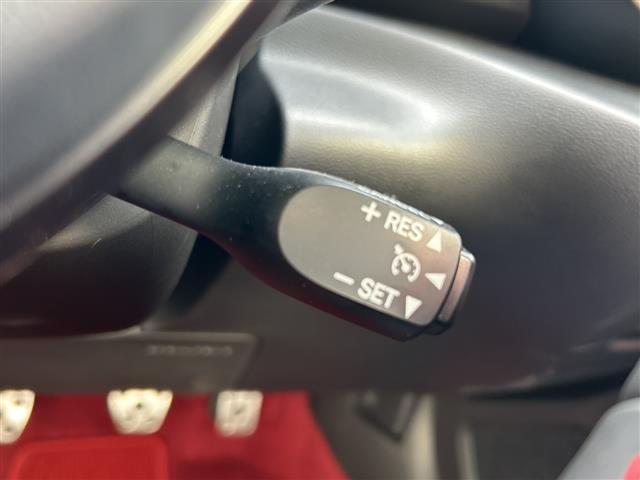 + RES ▲
◀
− SET ▼